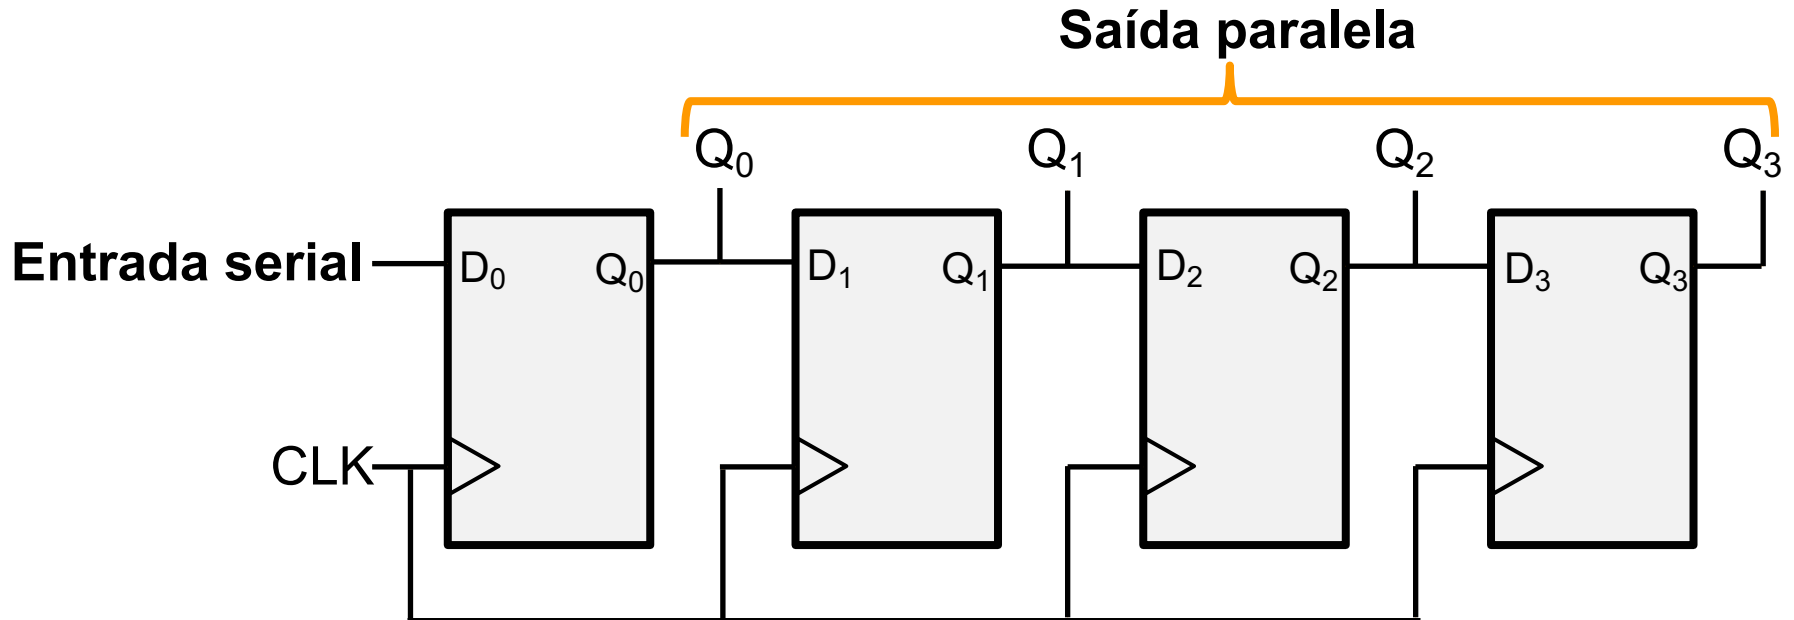 Saída paralela
Q₀ Q₁ Q₂ Q₃
Entrada serial D₀ Q₀ D₁ Q₁ D₂ Q₂ D₃ Q₃
CLK